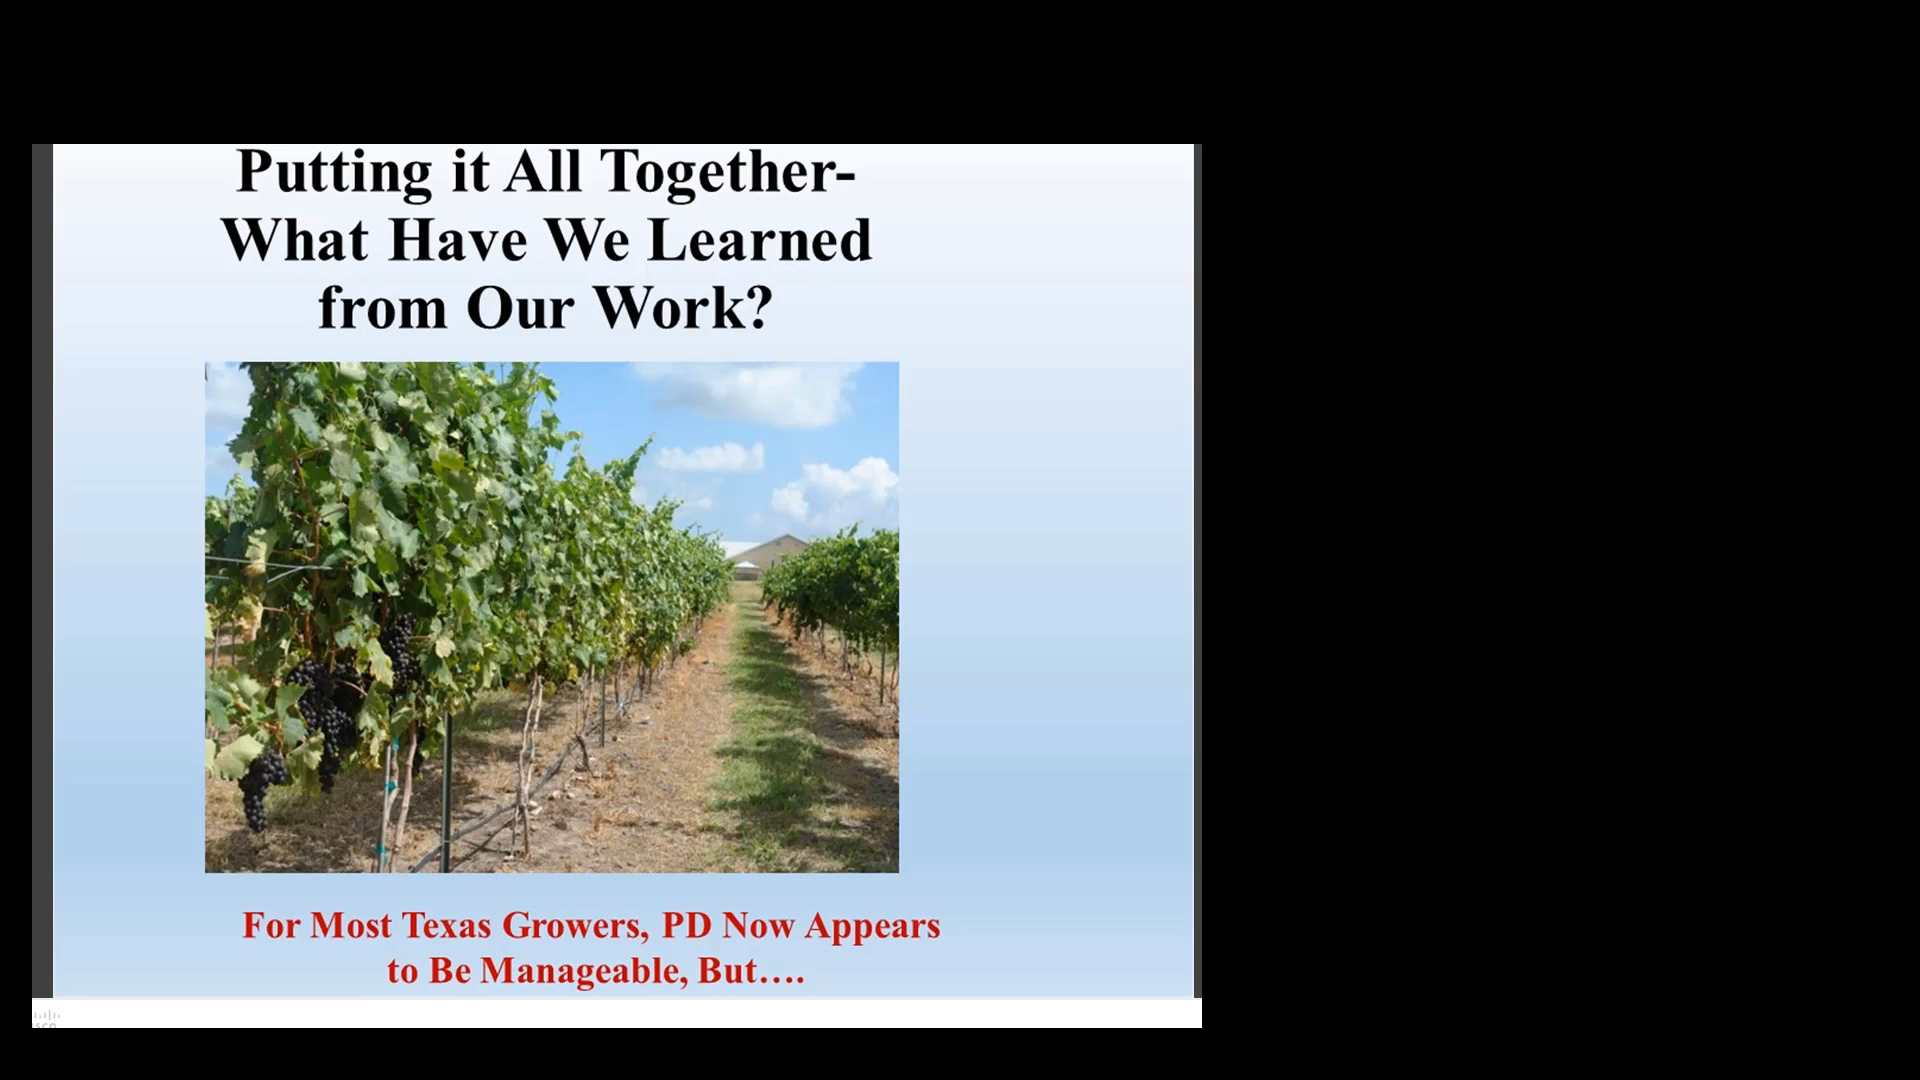 Putting it All Together-
What Have We Learned
from Our Work?
For Most Texas Growers, PD Now Appears
to Be Manageable, But….